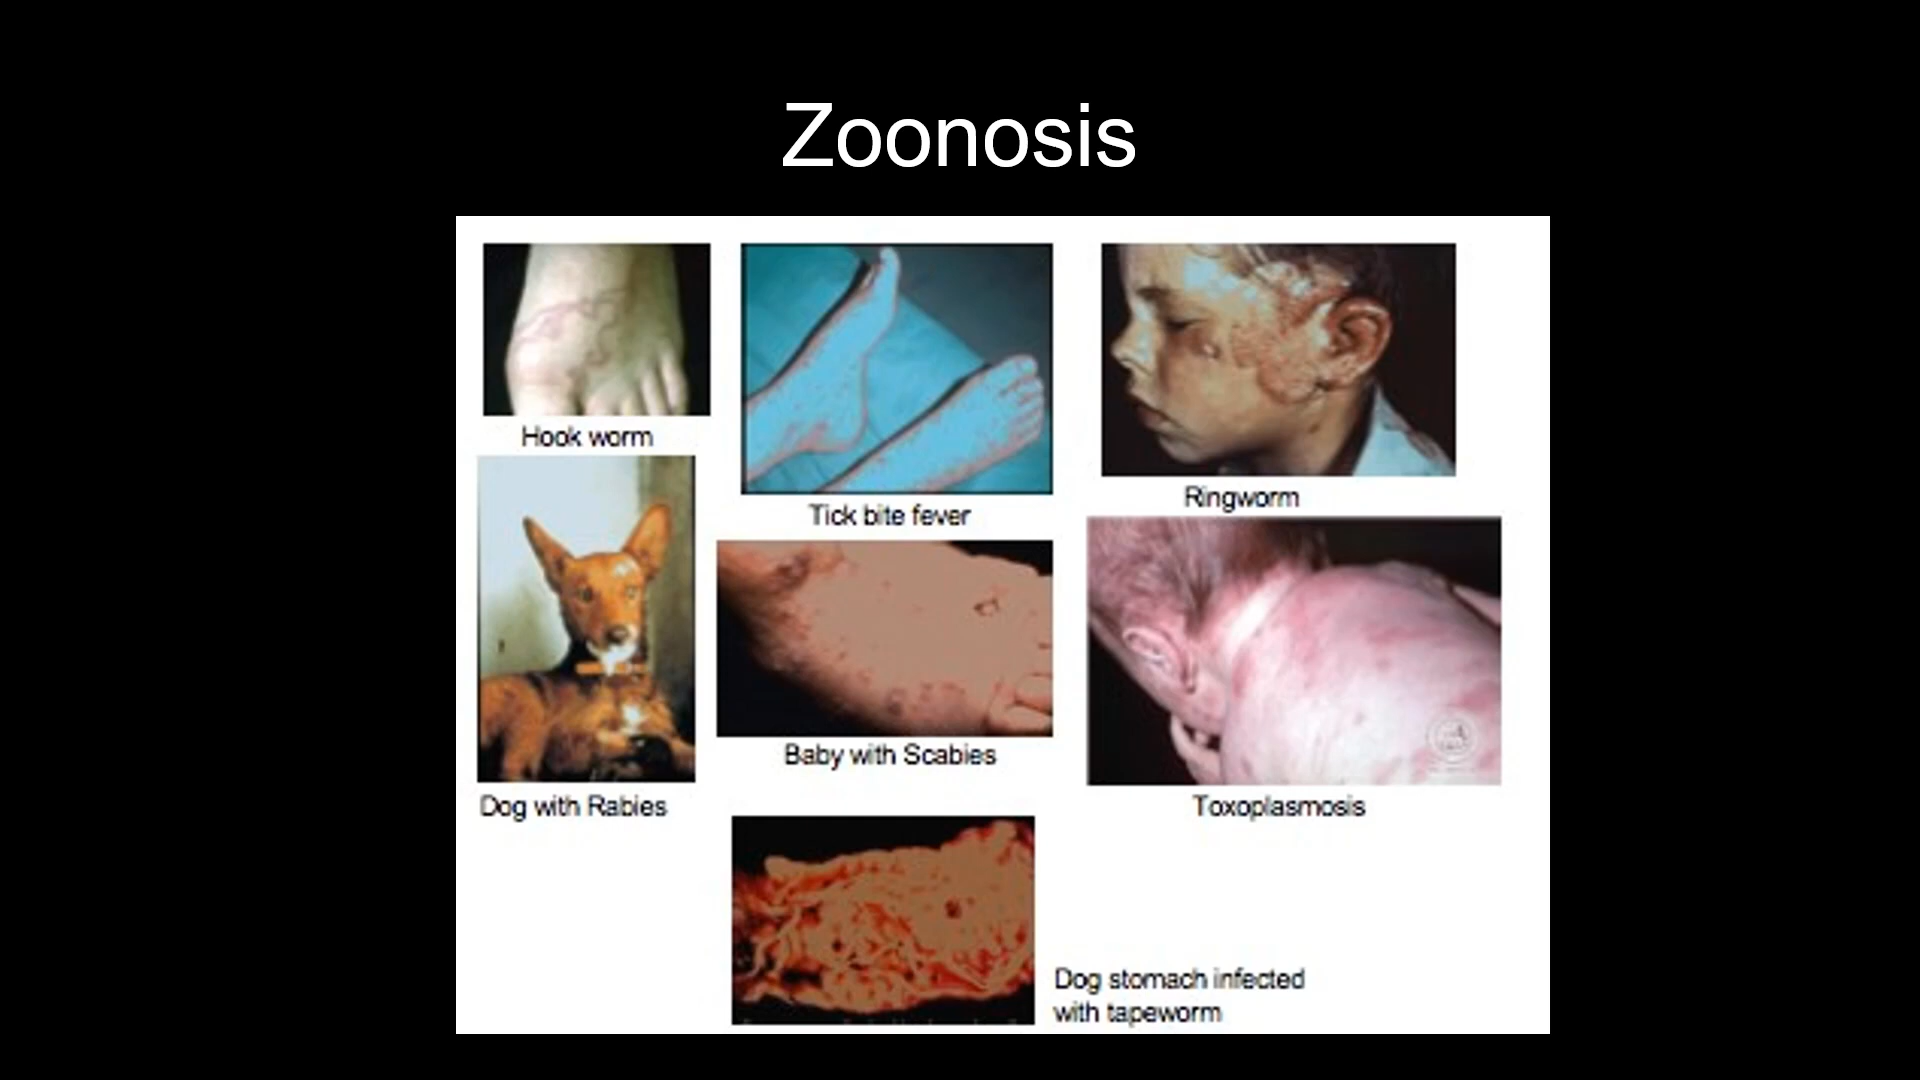 Zoonosis
Hook worm
Tick bite fever
Ringworm
Baby with Scabies
Dog with Rabies
Toxoplasmosis
Dog stomach infected
with tapeworm